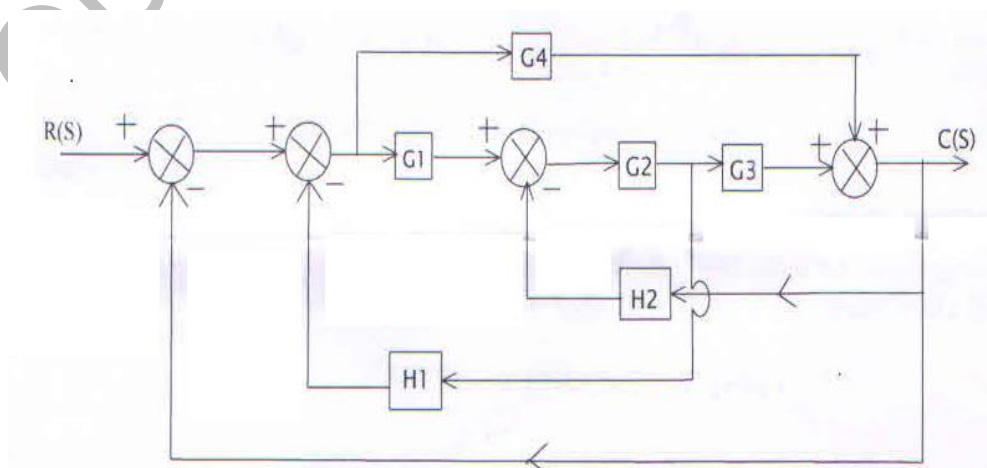 G4
R(S) + + G1 + G2 G3 + + C(S)
− − −
H2
H1